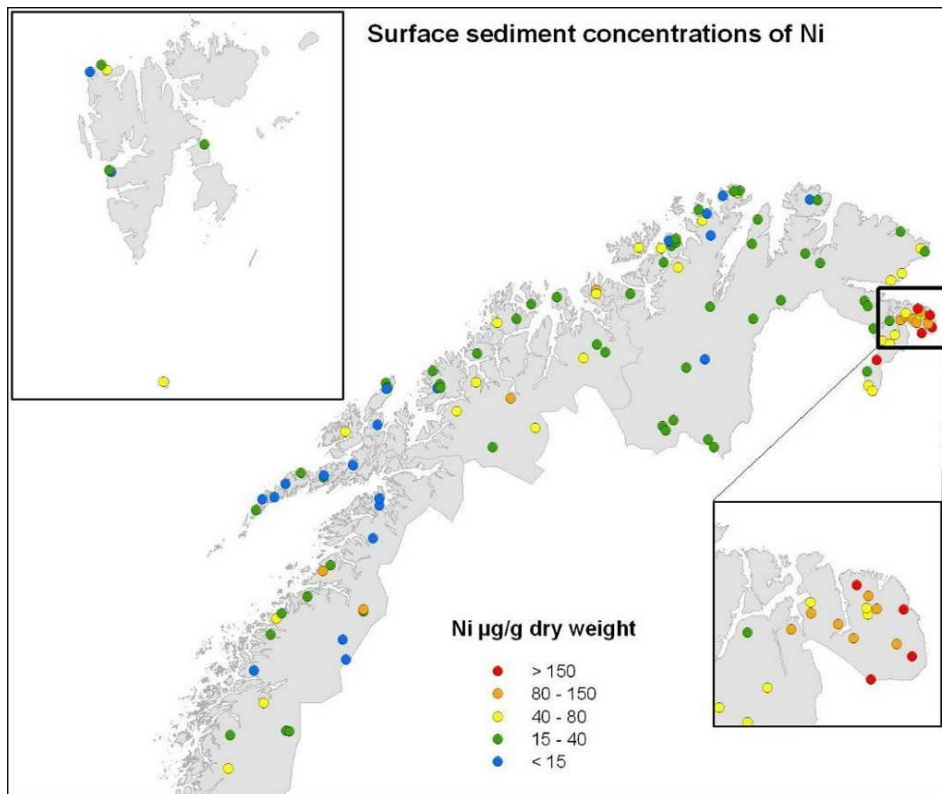 Surface sediment concentrations of Ni
Ni µg/g dry weight
> 150
80 - 150
40 - 80
15 - 40
< 15